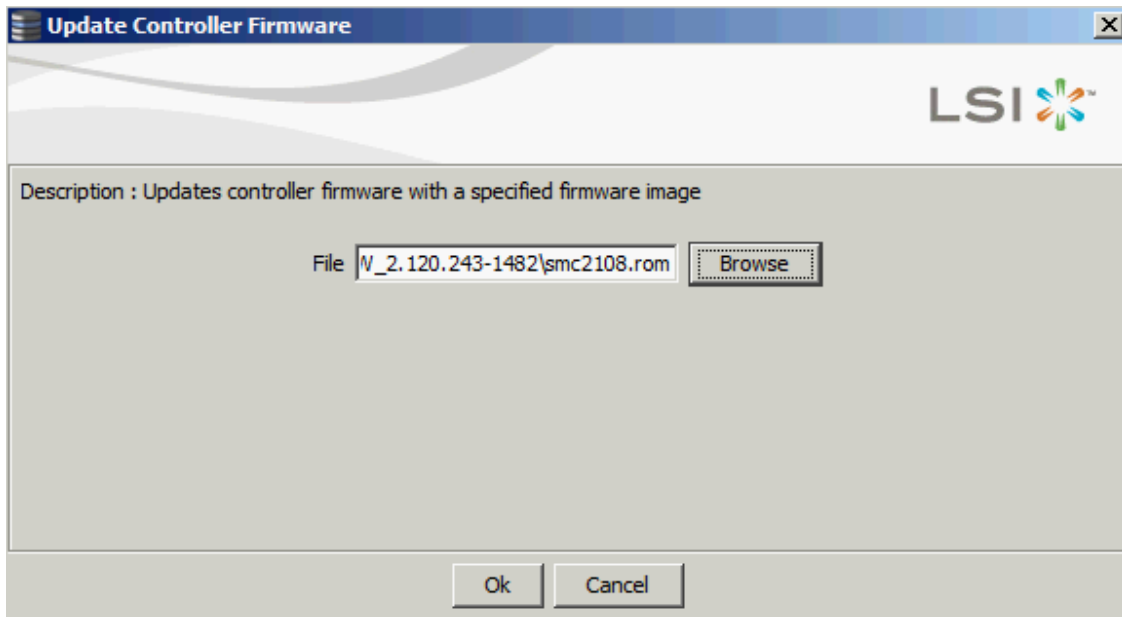 Update Controller Firmware
LSI
Description : Updates controller firmware with a specified firmware image
File
_2.120.243-1482\smc2108.rom
Browse
Ok
Cancel